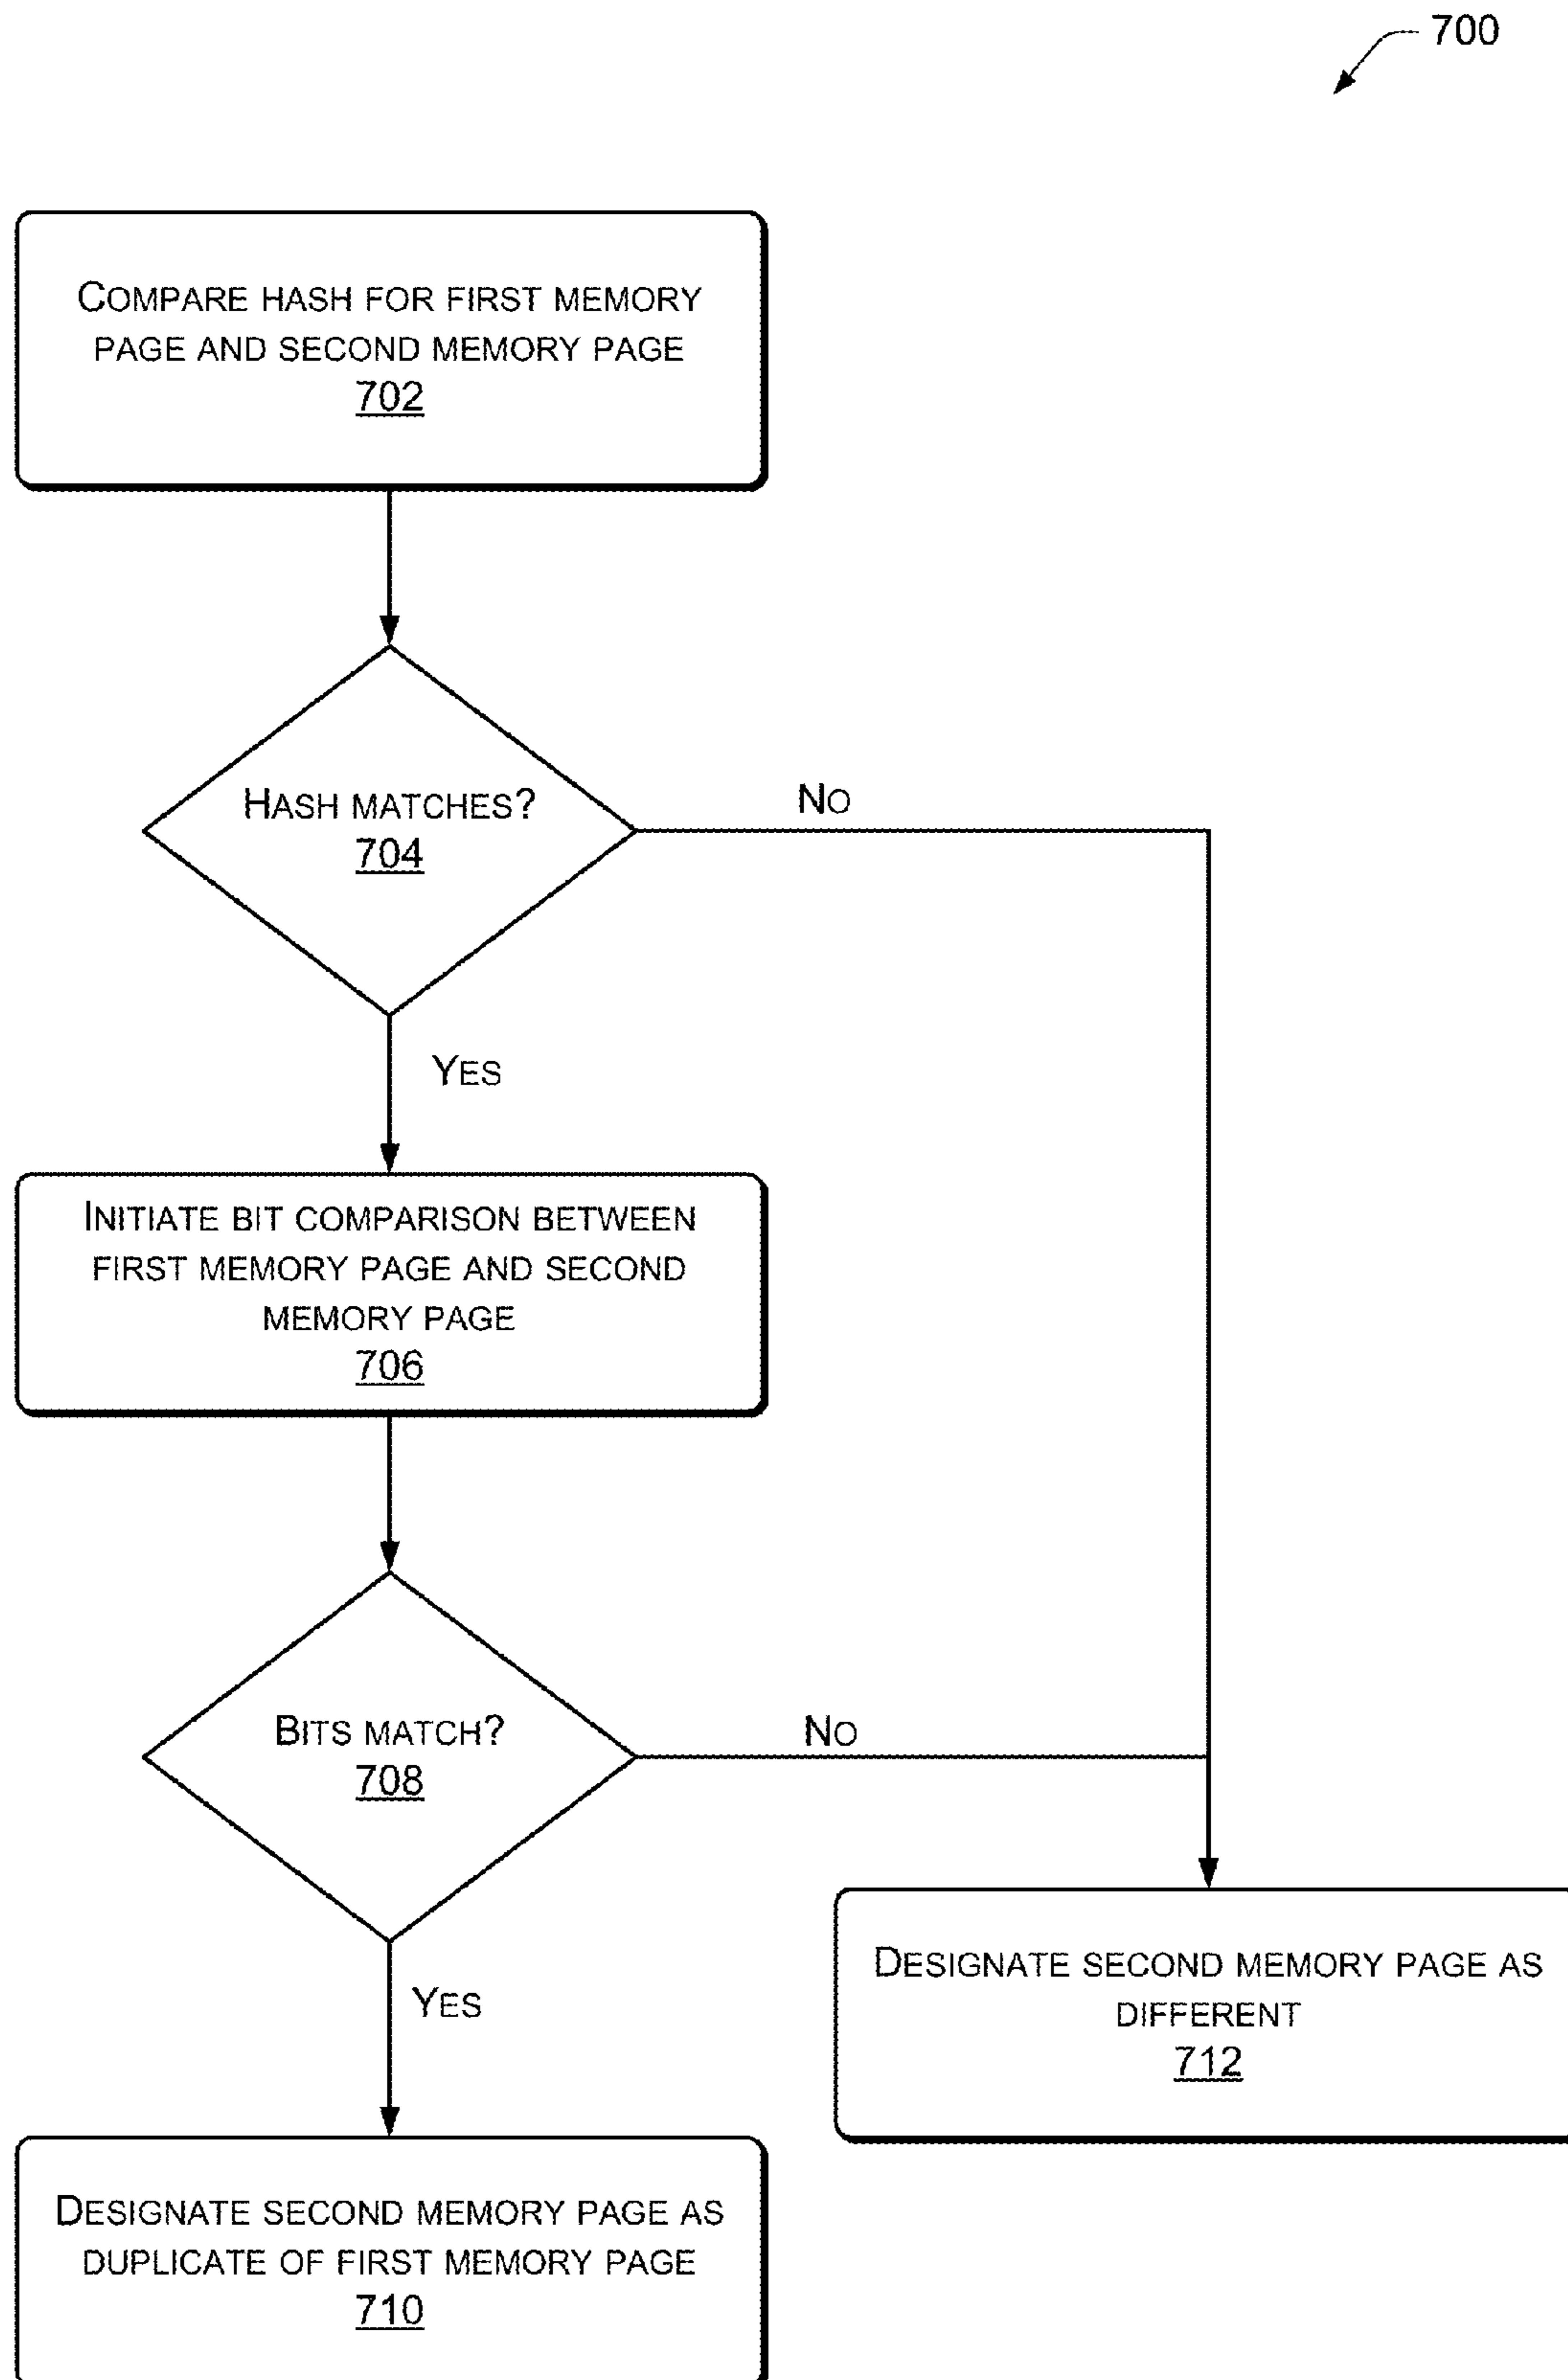 700
COMPARE HASH FOR FIRST MEMORY
PAGE AND SECOND MEMORY PAGE
702
HASH MATCHES?
704
NO
YES
INITIATE BIT COMPARISON BETWEEN
FIRST MEMORY PAGE AND SECOND
MEMORY PAGE
706
BITS MATCH?
708
NO
YES
DESIGNATE SECOND MEMORY PAGE AS
DIFFERENT
712
DESIGNATE SECOND MEMORY PAGE AS
DUPLICATE OF FIRST MEMORY PAGE
710